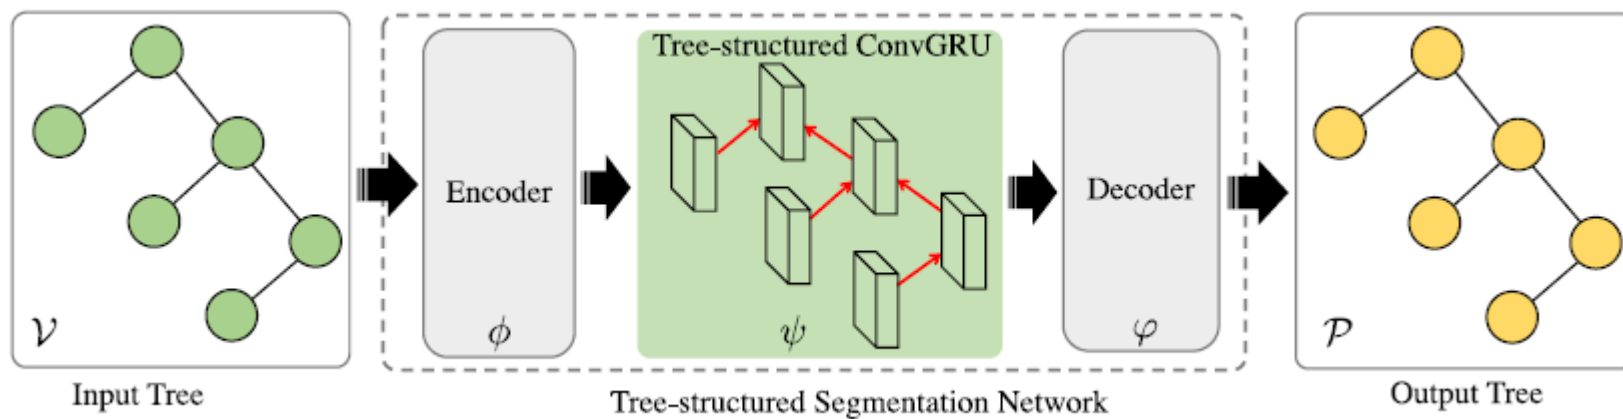 Tree-structured ConvGRU
Encoder
Decoder
𝒱
ϕ
ψ
φ
𝒫
Input Tree
Tree-structured Segmentation Network
Output Tree